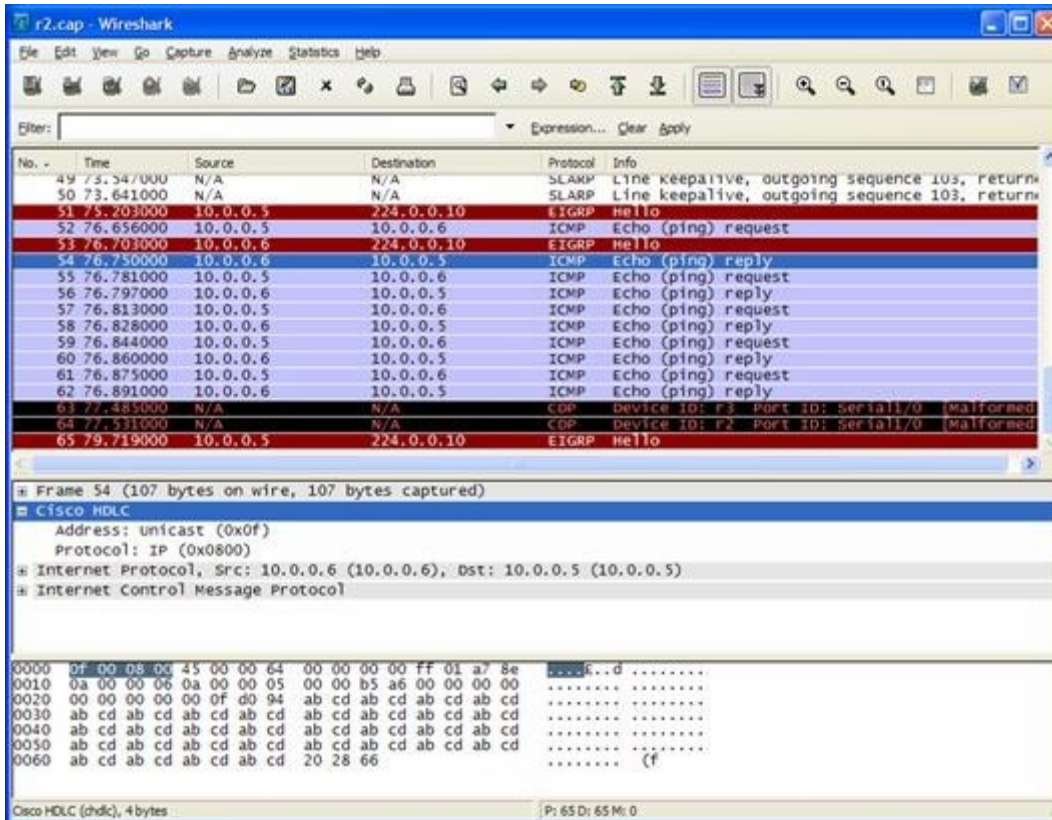 r2.cap - Wireshark
File Edit View Go Capture Analyze Statistics Help
Filter: Expression... Clear Apply
No. - Time Source Destination Protocol Info
49 73.547000 N/A N/A SLARP Line keepalive, outgoing sequence 103, returne
50 73.641000 N/A N/A SLARP Line keepalive, outgoing sequence 103, returne
51 75.203000 10.0.0.5 224.0.0.10 EIGRP Hello
52 76.656000 10.0.0.5 10.0.0.6 ICMP Echo (ping) request
53 76.703000 10.0.0.6 224.0.0.10 EIGRP Hello
54 76.750000 10.0.0.6 10.0.0.5 ICMP Echo (ping) reply
55 76.781000 10.0.0.5 10.0.0.6 ICMP Echo (ping) request
56 76.797000 10.0.0.6 10.0.0.5 ICMP Echo (ping) reply
57 76.813000 10.0.0.5 10.0.0.6 ICMP Echo (ping) request
58 76.828000 10.0.0.6 10.0.0.5 ICMP Echo (ping) reply
59 76.844000 10.0.0.5 10.0.0.6 ICMP Echo (ping) request
60 76.860000 10.0.0.6 10.0.0.5 ICMP Echo (ping) reply
61 76.875000 10.0.0.5 10.0.0.6 ICMP Echo (ping) request
62 76.891000 10.0.0.6 10.0.0.5 ICMP Echo (ping) reply
63 77.485000 N/A N/A CDP Device ID: r3 Port ID: Serial1/0 [Malformed
64 77.531000 N/A N/A CDP Device ID: r2 Port ID: Serial1/0 [Malformed
65 79.719000 10.0.0.5 224.0.0.10 EIGRP Hello
Frame 54 (107 bytes on wire, 107 bytes captured)
Cisco HDLC
Address: Unicast (0x0f)
Protocol: IP (0x0800)
Internet Protocol, Src: 10.0.0.6 (10.0.0.6), Dst: 10.0.0.5 (10.0.0.5)
Internet Control Message Protocol
0000 0f 00 08 00 45 00 00 64 00 00 00 00 ff 01 a7 8e ....E..d ........
0010 0a 00 00 06 0a 00 00 05 00 00 b5 a6 00 00 00 00 ........ ........
0020 00 00 00 00 00 0f d0 94 ab cd ab cd ab cd ab cd ........ ........
0030 ab cd ab cd ab cd ab cd ab cd ab cd ab cd ab cd ........ ........
0040 ab cd ab cd ab cd ab cd ab cd ab cd ab cd ab cd ........ ........
0050 ab cd ab cd ab cd ab cd ab cd ab cd ab cd ab cd ........ ........
0060 ab cd ab cd ab cd ab cd 20 28 66 ........ (f
Cisco HDLC (chdlc), 4 bytes P: 65 D: 65 M: 0